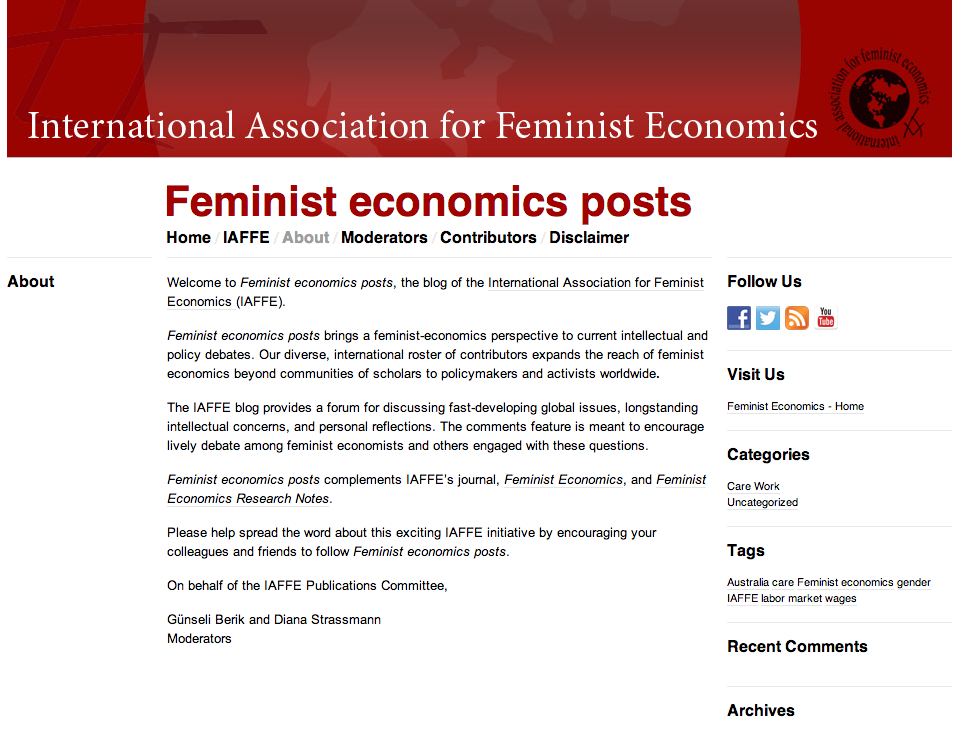 International Association for Feminist Economics
international association for feminist economics
Feminist economics posts
Home / IAFFE / About / Moderators / Contributors / Disclaimer
About
Welcome to Feminist economics posts, the blog of the International Association for Feminist
Economics (IAFFE).
Feminist economics posts brings a feminist-economics perspective to current intellectual and
policy debates. Our diverse, international roster of contributors expands the reach of feminist
economics beyond communities of scholars to policymakers and activists worldwide.
The IAFFE blog provides a forum for discussing fast-developing global issues, longstanding
intellectual concerns, and personal reflections. The comments feature is meant to encourage
lively debate among feminist economists and others engaged with these questions.
Feminist economics posts complements IAFFE's journal, Feminist Economics, and Feminist
Economics Research Notes.
Please help spread the word about this exciting IAFFE initiative by encouraging your
colleagues and friends to follow Feminist economics posts.
On behalf of the IAFFE Publications Committee,
Günseli Berik and Diana Strassmann
Moderators
Follow Us
You
Tube
Visit Us
Feminist Economics - Home
Categories
Care Work
Uncategorized
Tags
Australia care Feminist economics gender
IAFFE labor market wages
Recent Comments
Archives